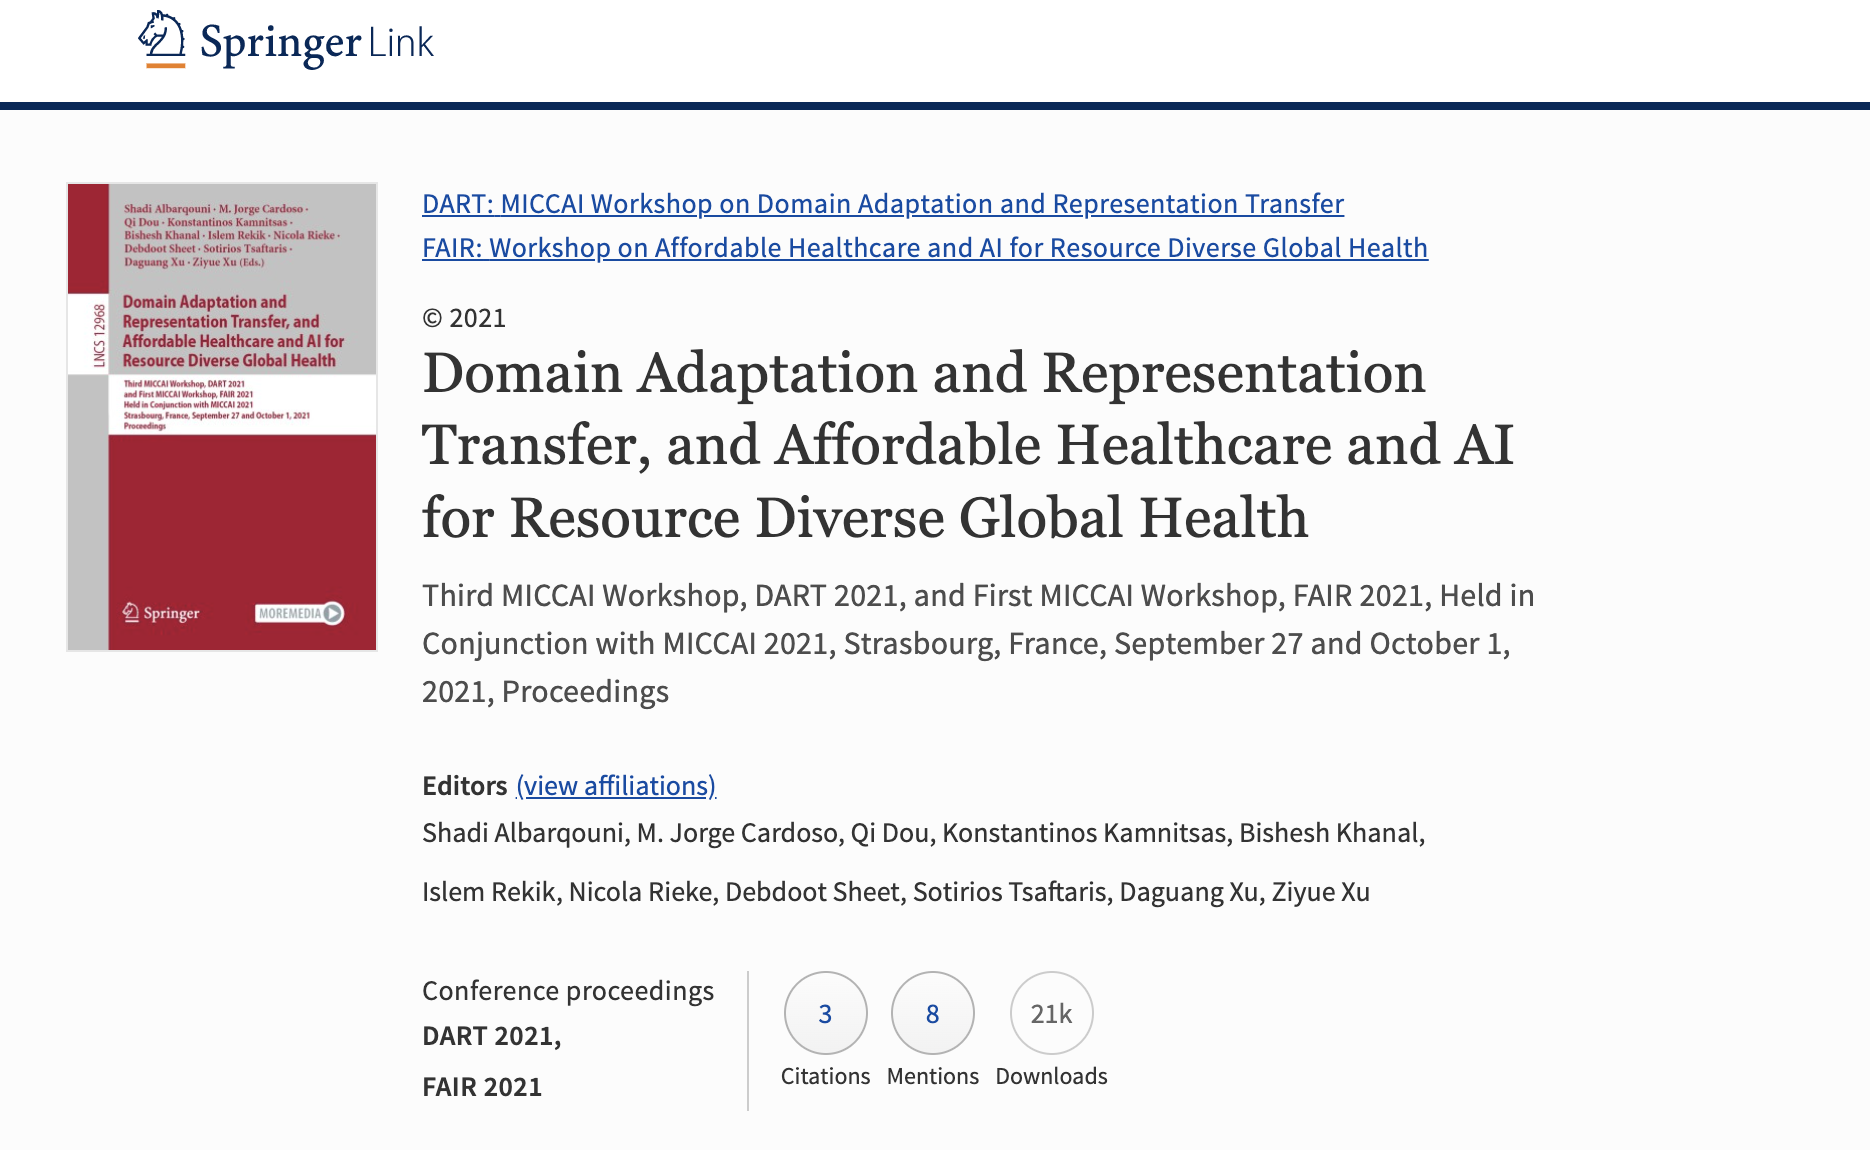 Springer Link
Shadi Albarqouni · M. Jorge Cardoso ·
Qi Dou · Konstantinos Kamnitsas ·
Bishesh Khanal · Islem Rekik · Nicola Rieke ·
Debdoot Sheet · Sotirios Tsaftaris ·
Daguang Xu · Ziyue Xu (Eds.)
LNCS 12968
Domain Adaptation and
Representation Transfer, and
Affordable Healthcare and AI for
Resource Diverse Global Health
Third MICCAI Workshop, DART 2021
and First MICCAI Workshop, FAIR 2021
Held in Conjunction with MICCAI 2021
Strasbourg, France, September 27 and October 1, 2021
Proceedings
Springer
MOREMEDIA
DART: MICCAI Workshop on Domain Adaptation and Representation Transfer
FAIR: Workshop on Affordable Healthcare and AI for Resource Diverse Global Health
© 2021
Domain Adaptation and Representation
Transfer, and Affordable Healthcare and AI
for Resource Diverse Global Health
Third MICCAI Workshop, DART 2021, and First MICCAI Workshop, FAIR 2021, Held in
Conjunction with MICCAI 2021, Strasbourg, France, September 27 and October 1,
2021, Proceedings
Editors (view affiliations)
Shadi Albarqouni, M. Jorge Cardoso, Qi Dou, Konstantinos Kamnitsas, Bishesh Khanal,
Islem Rekik, Nicola Rieke, Debdoot Sheet, Sotirios Tsaftaris, Daguang Xu, Ziyue Xu
Conference proceedings
DART 2021,
FAIR 2021
3 8 21k
Citations Mentions Downloads